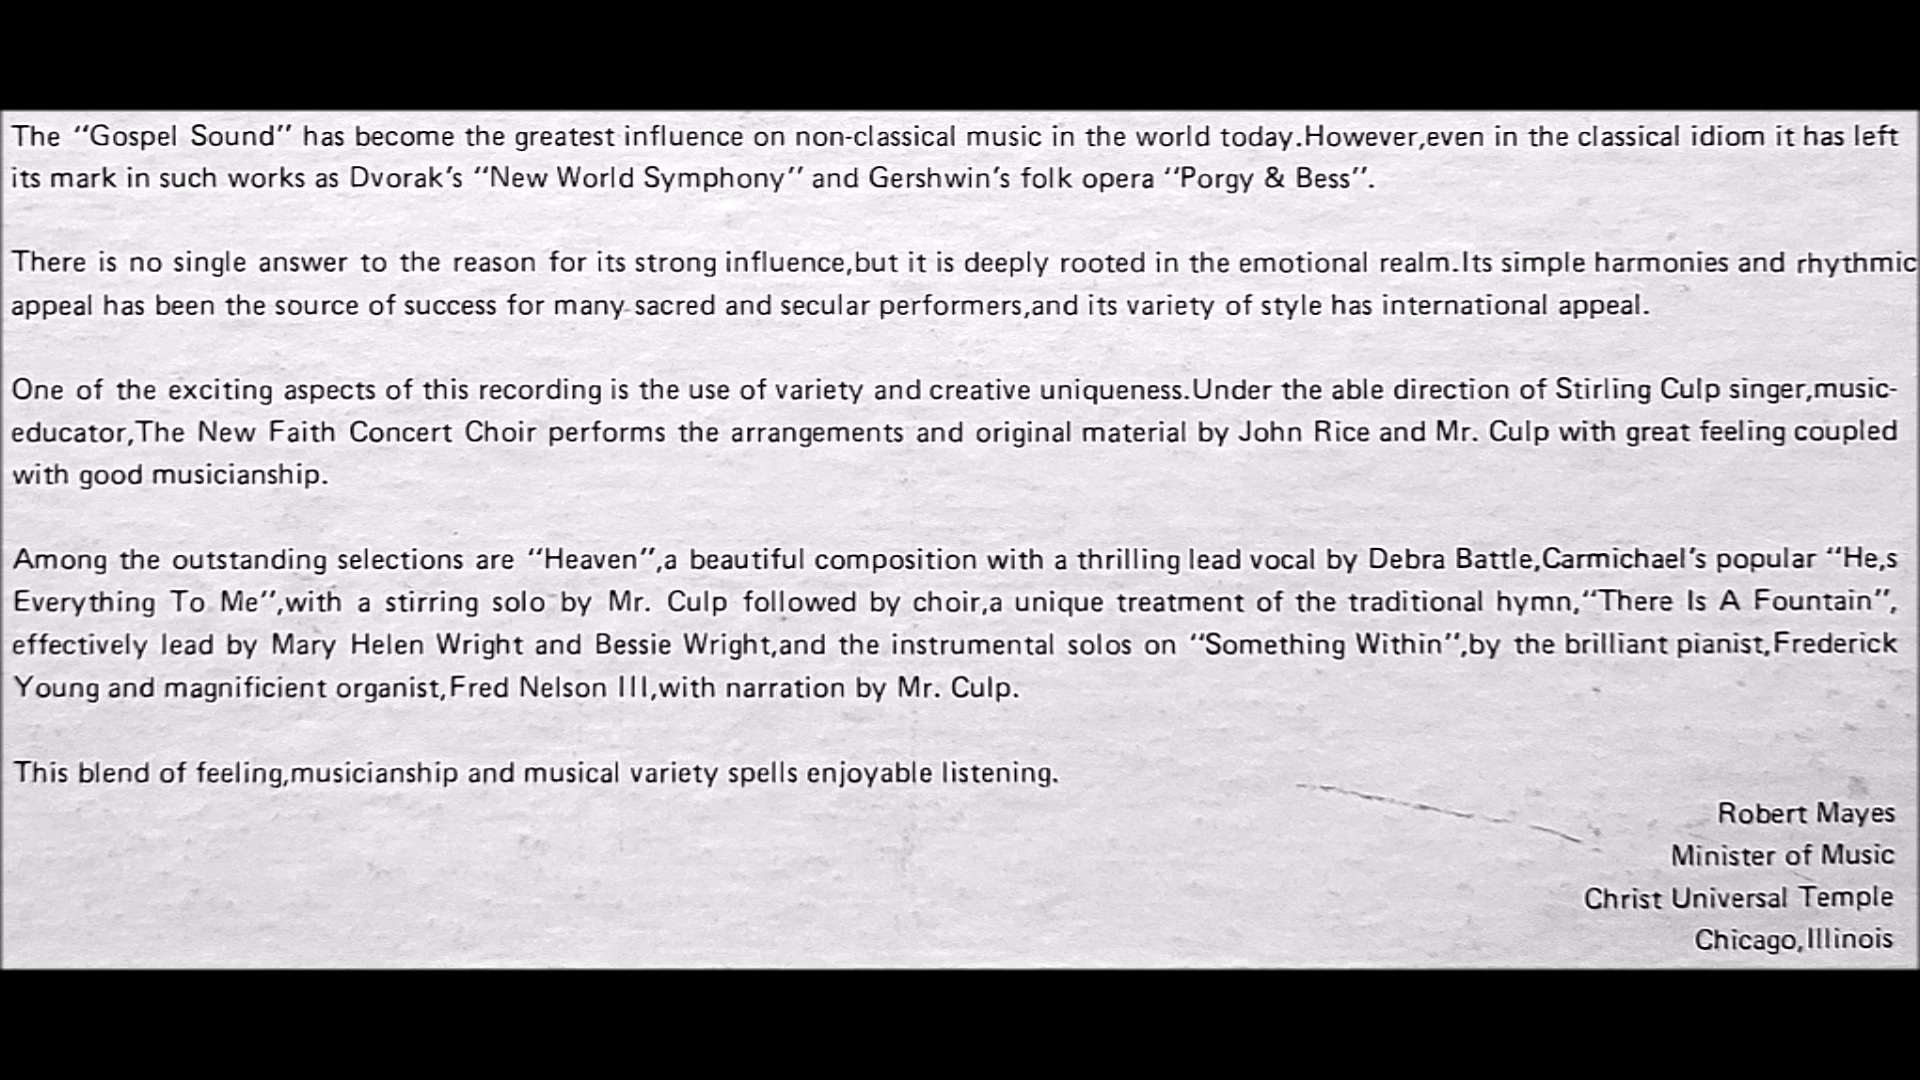 The "Gospel Sound" has become the greatest influence on non-classical music in the world today.However,even in the classical idiom it has left
its mark in such works as Dvorak's "New World Symphony" and Gershwin's folk opera "Porgy & Bess".
There is no single answer to the reason for its strong influence,but it is deeply rooted in the emotional realm.Its simple harmonies and rhythmic
appeal has been the source of success for many sacred and secular performers,and its variety of style has international appeal.
One of the exciting aspects of this recording is the use of variety and creative uniqueness.Under the able direction of Stirling Culp singer,music-
educator,The New Faith Concert Choir performs the arrangements and original material by John Rice and Mr. Culp with great feeling coupled
with good musicianship.
Among the outstanding selections are "Heaven",a beautiful composition with a thrilling lead vocal by Debra Battle,Carmichael's popular "He,s
Everything To Me",with a stirring solo by Mr. Culp followed by choir,a unique treatment of the traditional hymn,"There Is A Fountain",
effectively lead by Mary Helen Wright and Bessie Wright,and the instrumental solos on "Something Within",by the brilliant pianist,Frederick
Young and magnificient organist,Fred Nelson III,with narration by Mr. Culp.
This blend of feeling,musicianship and musical variety spells enjoyable listening.
Robert Mayes
Minister of Music
Christ Universal Temple
Chicago,Illinois